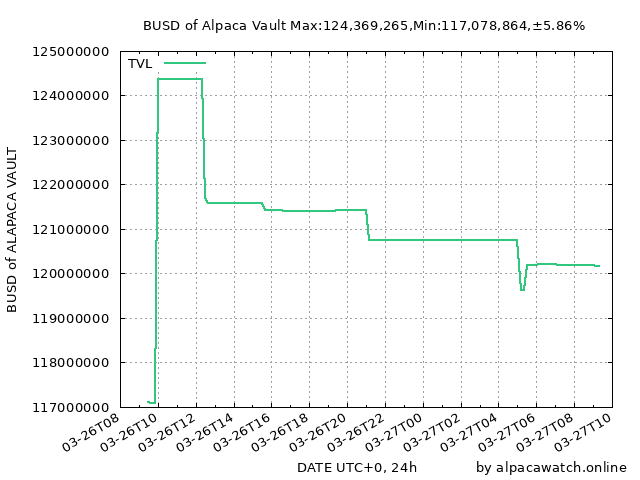 BUSD of Alpaca Vault Max:124,369,265,Min:117,078,864,±5.86%
TVL
125000000
124000000
123000000
122000000
121000000
120000000
119000000
118000000
117000000
BUSD of ALAPACA VAULT
03-26T08
03-26T10
03-26T12
03-26T14
03-26T16
03-26T18
03-26T20
03-26T22
03-27T00
03-27T02
03-27T04
03-27T06
03-27T08
03-27T10
DATE UTC+0, 24h
by alpacawatch.online